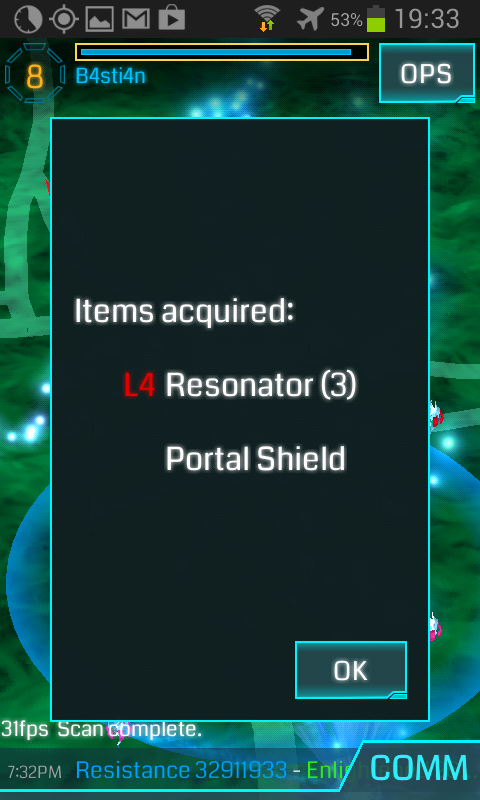 53% 19:33
8 B4sti4n OPS
Items acquired:
L4 Resonator (3)
Portal Shield
OK
31fps Scan complete.
7:32PM Resistance 32911933 - Enli
COMM